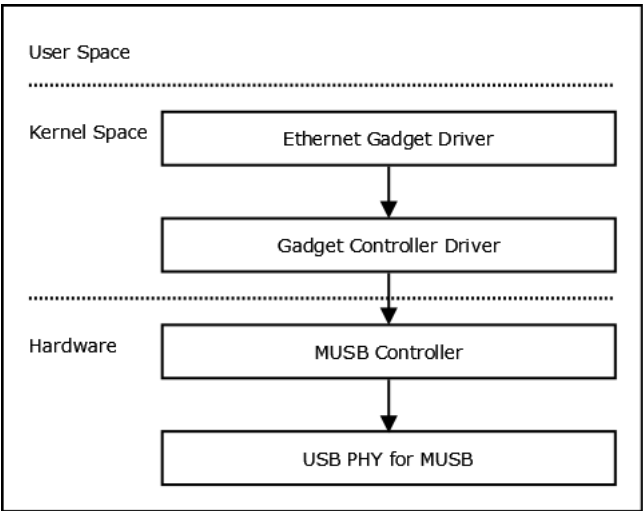 User Space
Kernel Space
Ethernet Gadget Driver
Gadget Controller Driver
Hardware
MUSB Controller
USB PHY for MUSB